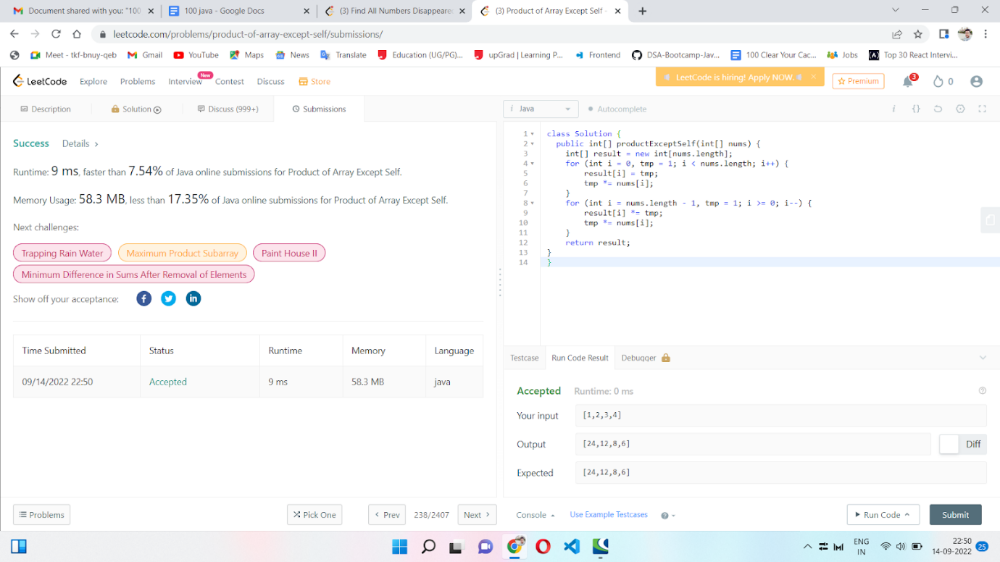 Document shared with you: "100
100 java - Google Docs
(3) Find All Numbers Disappeare
(3) Product of Array Except Self -
leetcode.com/problems/product-of-array-except-self/submissions/
Meet - tkf-bnuy-qeb
Gmail
YouTube
Maps
News
Translate
Education (UG/PG)...
upGrad | Learning P...
Frontend
DSA-Bootcamp-Jav...
100 Clear Your Cac...
Jobs
Top 30 React Intervi...
LeetCode
Explore
Problems
Interview
New
Contest
Discuss
Store
LeetCode is hiring! Apply NOW.
Premium
3
0
Description
Solution
Discuss (999+)
Submissions
Success
Details
Runtime: 9 ms, faster than 7.54% of Java online submissions for Product of Array Except Self.
Memory Usage: 58.3 MB, less than 17.35% of Java online submissions for Product of Array Except Self.
Next challenges:
Trapping Rain Water
Maximum Product Subarray
Paint House II
Minimum Difference in Sums After Removal of Elements
Show off your acceptance:
Time Submitted
Status
Runtime
Memory
Language
09/14/2022 22:50
Accepted
9 ms
58.3 MB
java
i Java
Autocomplete
i {}
1 class Solution {
2 public int[] productExceptSelf(int[] nums) {
3 int[] result = new int[nums.length];
4 for (int i = 0, tmp = 1; i < nums.length; i++) {
5 result[i] = tmp;
6 tmp *= nums[i];
7 }
8 for (int i = nums.length - 1, tmp = 1; i >= 0; i--) {
9 result[i] *= tmp;
10 tmp *= nums[i];
11 }
12 return result;
13 }
14 }
Testcase
Run Code Result
Debugger
Accepted
Runtime: 0 ms
Your input
[1,2,3,4]
Output
[24,12,8,6]
Diff
Expected
[24,12,8,6]
Problems
Pick One
Prev
238/2407
Next
Console
Use Example Testcases
Run Code
Submit
ENG
IN
22:50
14-09-2022
25